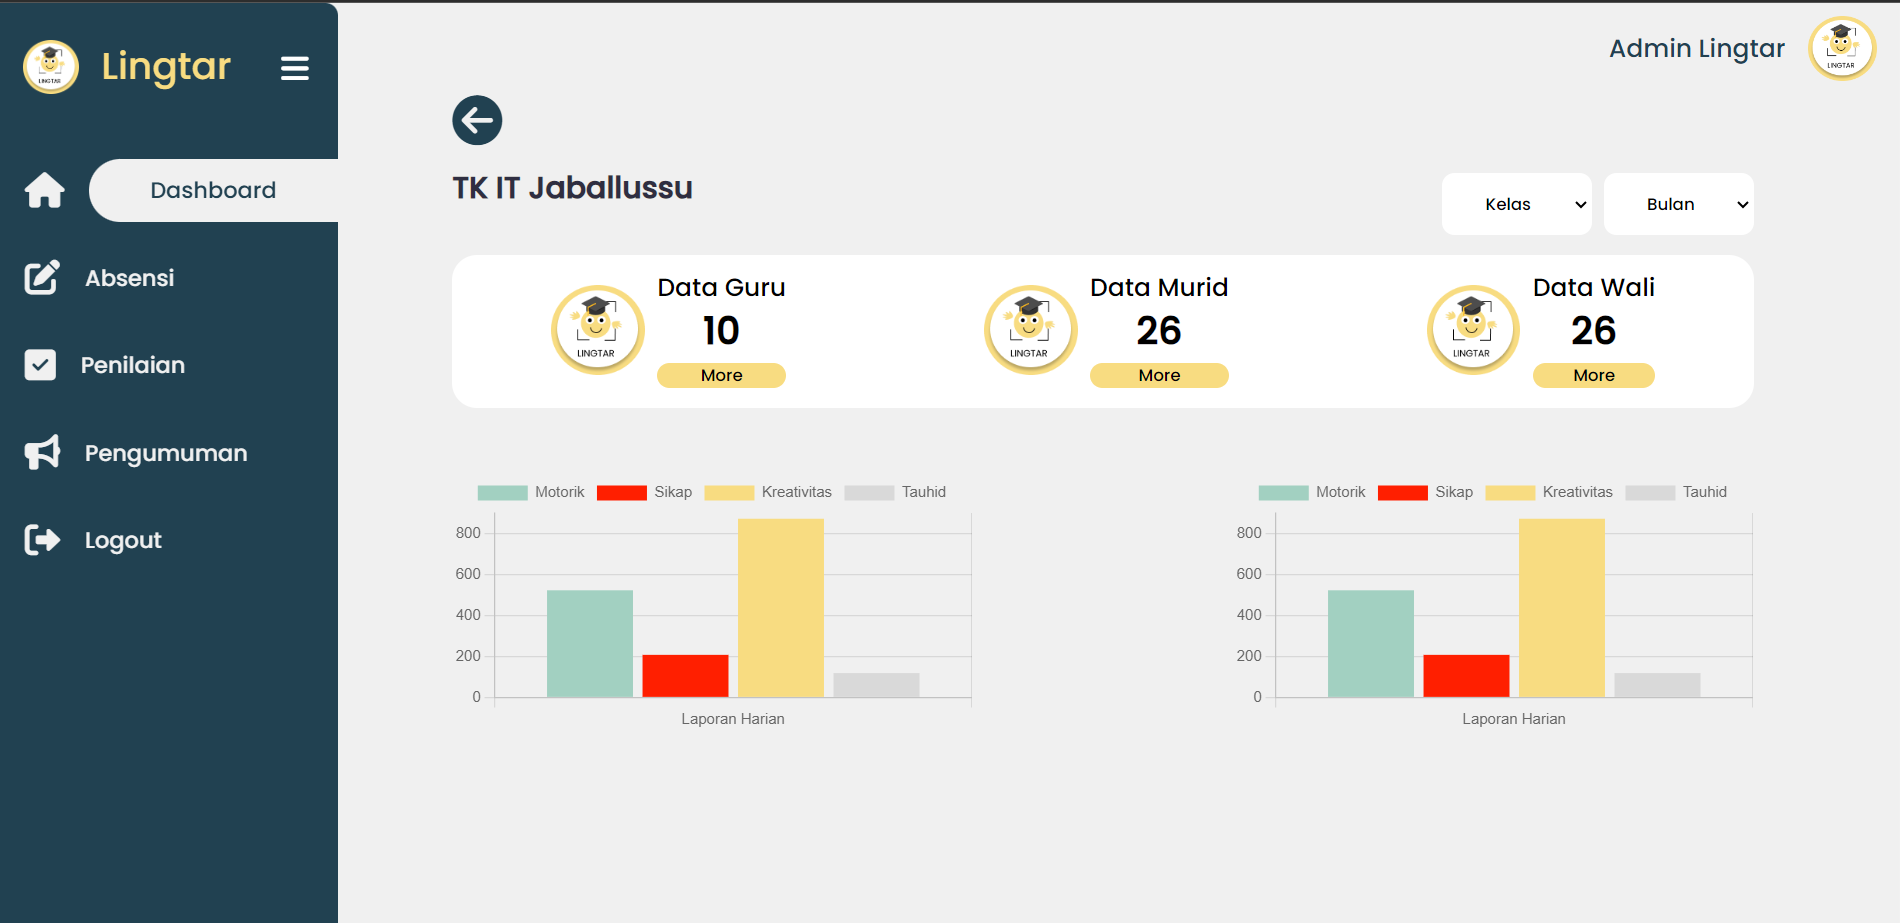 LINGTAR
Lingtar
Admin Lingtar
LINGTAR
Dashboard
Absensi
Penilaian
Pengumuman
Logout
TK IT Jaballussu
Kelas
Bulan
LINGTAR
Data Guru
10
More
LINGTAR
Data Murid
26
More
LINGTAR
Data Wali
26
More
Motorik Sikap Kreativitas Tauhid
800
600
400
200
0
Laporan Harian
Motorik Sikap Kreativitas Tauhid
800
600
400
200
0
Laporan Harian